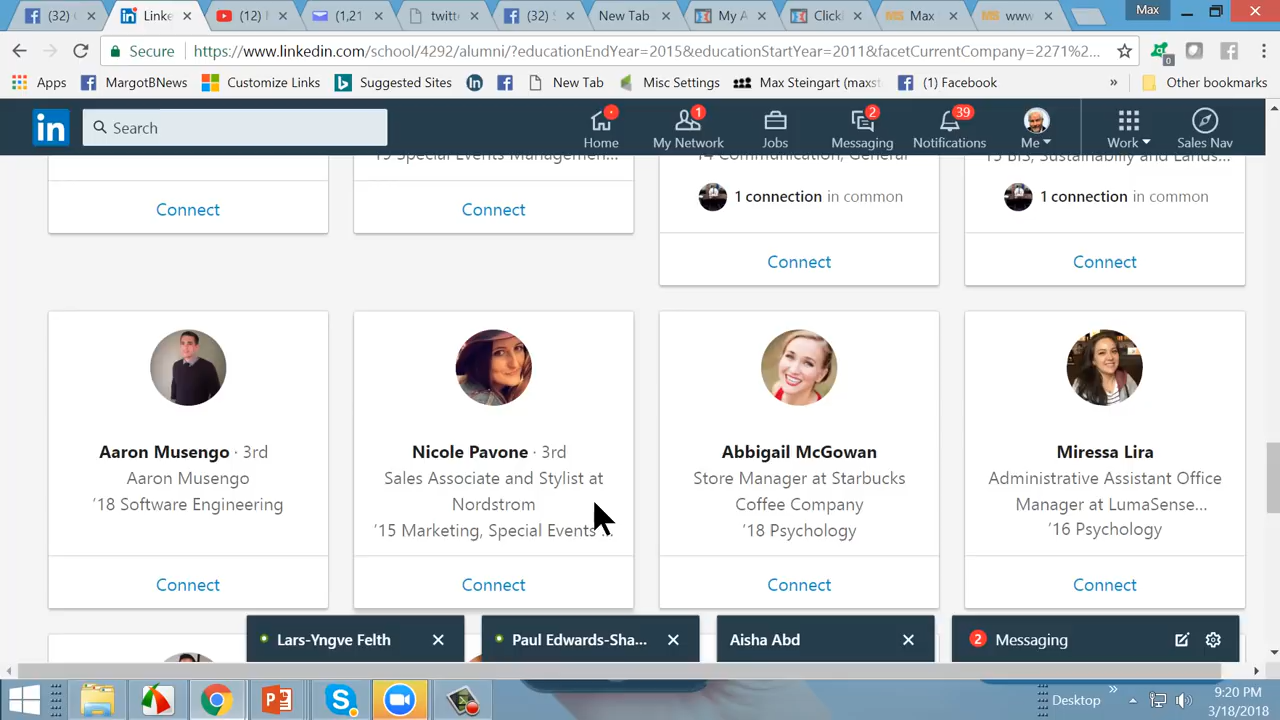 (32)
Linke
(12)
(1,21
twitte
(32)
New Tab
My A
Click
Max
www
Max
Secure
https://www.linkedin.com/school/4292/alumni/?educationEndYear=2015&educationStartYear=2011&facetCurrentCompany=2271%2...
Apps
MargotBNews
Customize Links
Suggested Sites
New Tab
Misc Settings
Max Steingart (maxst
(1) Facebook
»
Other bookmarks
in
Search
Home
1
My Network
Jobs
2
Messaging
39
Notifications
Me
Work
Sales Nav
Connect
Connect
1 connection in common
Connect
15 BIS, Sustainability and Lands...
1 connection in common
Connect
Aaron Musengo · 3rd
Aaron Musengo
'18 Software Engineering
Connect
Nicole Pavone · 3rd
Sales Associate and Stylist at
Nordstrom
'15 Marketing, Special Events ...
Connect
Abbigail McGowan
Store Manager at Starbucks
Coffee Company
'18 Psychology
Connect
Miressa Lira
Administrative Assistant Office
Manager at LumaSense...
'16 Psychology
Connect
Lars-Yngve Felth
Paul Edwards-Sha...
Aisha Abd
2 Messaging
Desktop
»
9:20 PM
3/18/2018